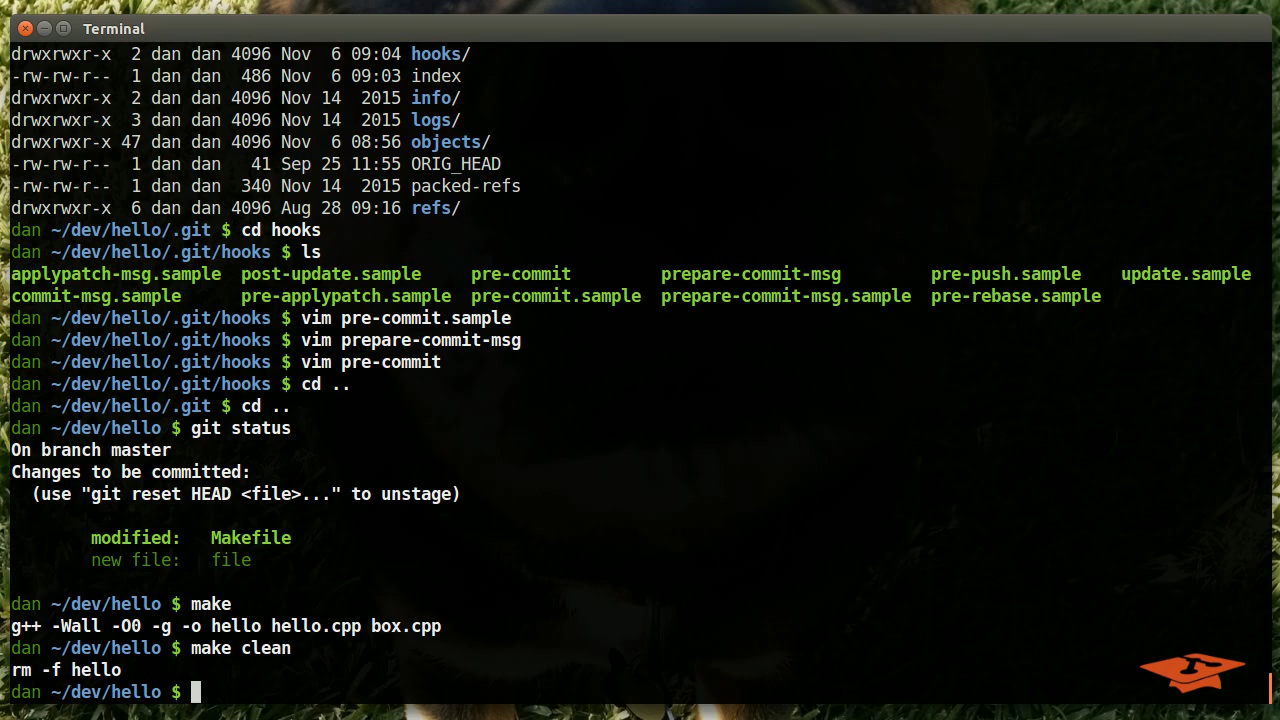 Terminal
drwxrwxr-x  2 dan dan 4096 Nov  6 09:04 hooks/
-rw-rw-r--  1 dan dan  486 Nov  6 09:03 index
drwxrwxr-x  2 dan dan 4096 Nov 14  2015 info/
drwxrwxr-x  3 dan dan 4096 Nov 14  2015 logs/
drwxrwxr-x 47 dan dan 4096 Nov  6 08:56 objects/
-rw-rw-r--  1 dan dan   41 Sep 25 11:55 ORIG_HEAD
-rw-rw-r--  1 dan dan  340 Nov 14  2015 packed-refs
drwxrwxr-x  6 dan dan 4096 Aug 28 09:16 refs/
dan ~/dev/hello/.git $ cd hooks
dan ~/dev/hello/.git/hooks $ ls
applypatch-msg.sample  post-update.sample     pre-commit         prepare-commit-msg         pre-push.sample    update.sample
commit-msg.sample      pre-applypatch.sample  pre-commit.sample  prepare-commit-msg.sample  pre-rebase.sample
dan ~/dev/hello/.git/hooks $ vim pre-commit.sample
dan ~/dev/hello/.git/hooks $ vim prepare-commit-msg
dan ~/dev/hello/.git/hooks $ vim pre-commit
dan ~/dev/hello/.git/hooks $ cd ..
dan ~/dev/hello/.git $ cd ..
dan ~/dev/hello $ git status
On branch master
Changes to be committed:
  (use "git reset HEAD <file>..." to unstage)
        modified:   Makefile
        new file:   file
dan ~/dev/hello $ make
g++ -Wall -O0 -g -o hello hello.cpp box.cpp
dan ~/dev/hello $ make clean
rm -f hello
dan ~/dev/hello $